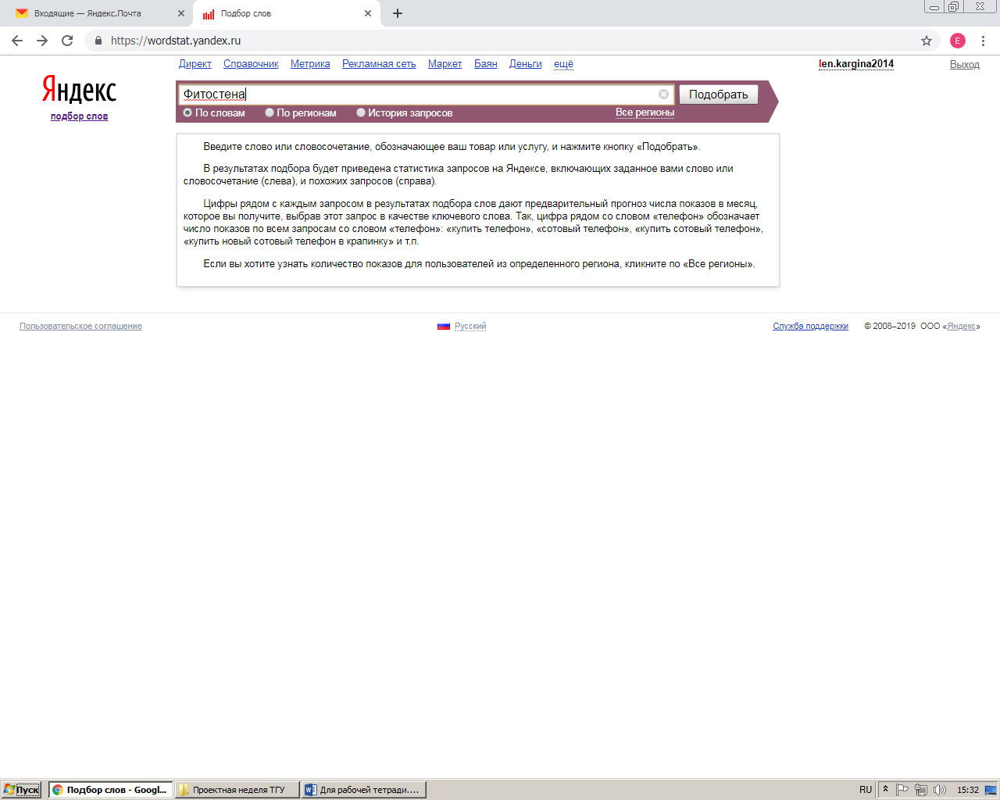 Входящие — Яндекс.Почта
Подбор слов
https://wordstat.yandex.ru
E
Директ Справочник Метрика Рекламная сеть Маркет Баян Деньги ещё
len.kargina2014
Выход
Яндекс
подбор слов
Фитостена
Подобрать
По словам По регионам История запросов Все регионы
Введите слово или словосочетание, обозначающее ваш товар или услугу, и нажмите кнопку «Подобрать».
В результатах подбора будет приведена статистика запросов на Яндексе, включающих заданное вами слово или
словосочетание (слева), и похожих запросов (справа).
Цифры рядом с каждым запросом в результатах подбора слов дают предварительный прогноз числа показов в месяц,
которое вы получите, выбрав этот запрос в качестве ключевого слова. Так, цифра рядом со словом «телефон» обозначает
число показов по всем запросам со словом «телефон»: «купить телефон», «сотовый телефон», «купить сотовый телефон»,
«купить новый сотовый телефон в крапинку» и т.п.
Если вы хотите узнать количество показов для пользователей из определенного региона, кликните по «Все регионы».
Пользовательское соглашение
Русский
Служба поддержки
© 2008–2019 ООО «Яндекс»
Пуск
Подбор слов - Googl...
Проектная неделя ТГУ
Для рабочей тетради....
RU
15:32